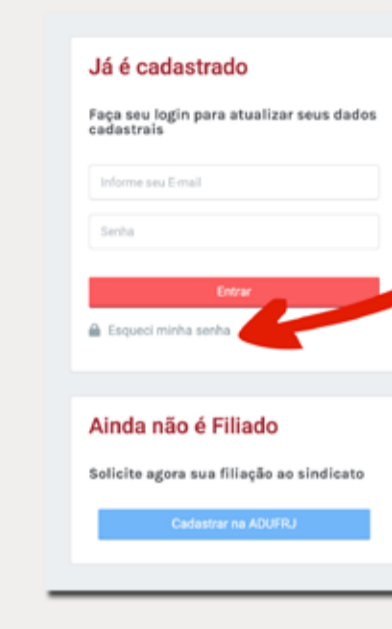 Já é cadastrado
Faça seu login para atualizar seus dados
cadastrais
Informe seu E-mail
Senha
Entrar
Esqueci minha senha
Ainda não é Filiado
Solicite agora sua filiação ao sindicato
Cadastrar na ADUFRJ